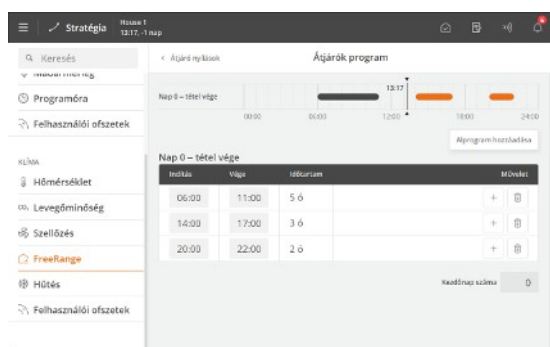 Stratégia
House 1
13:17, -1 nap
Keresés
Programóra
Felhasználói ofszetek
KLÍMA
Hőmérséklet
Levegőminőség
Szellőzés
FreeRange
Hűtés
Felhasználói ofszetek
< Átjáró nyílások
Átjárók program
Nap 0 – tétel vége
13:17
00:00 06:00 12:00 18:00 24:00
Alprogram hozzáadása
Nap 0 – tétel vége
Indítás Vége Időtartam Művelet
06:00 11:00 5 ó +
14:00 17:00 3 ó +
20:00 22:00 2 ó +
Kezdőnap száma 0